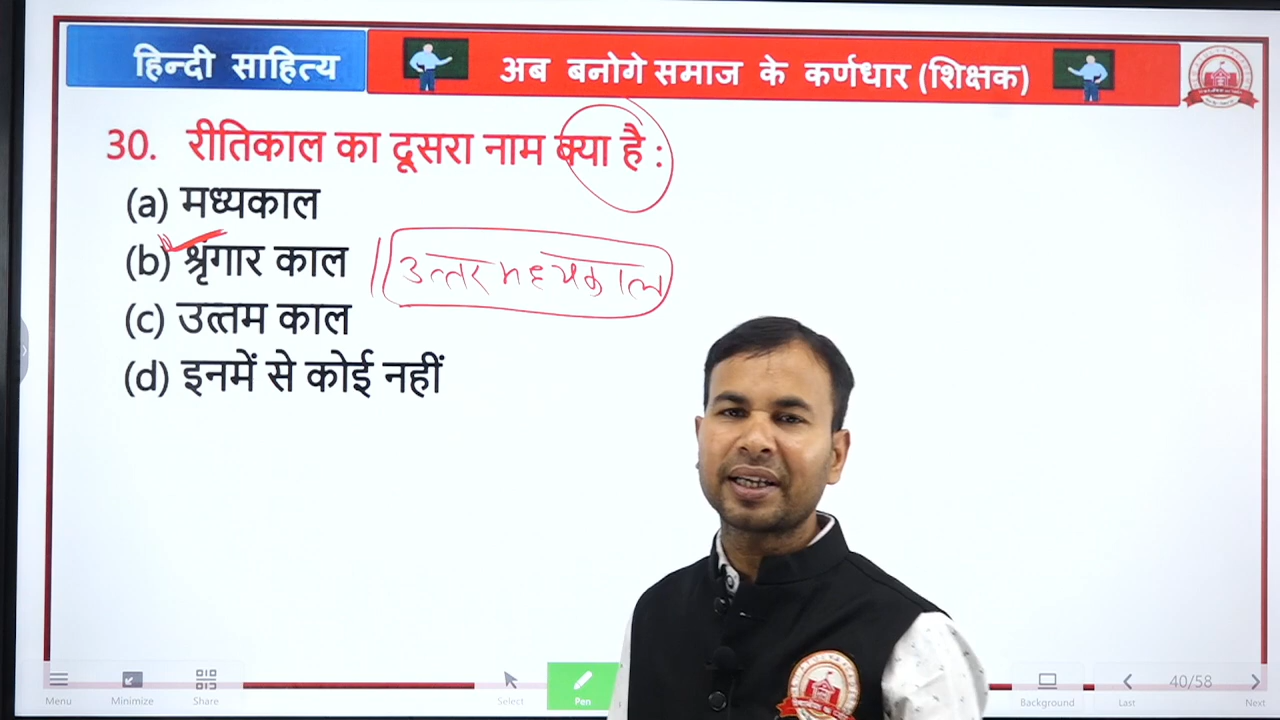 हिन्दी साहित्य
अब बनोगे समाज के कर्णधार (शिक्षक)
30. रीतिकाल का दूसरा नाम क्या है :
(a) मध्यकाल
(b) श्रृंगार काल
उत्तर मध्यकाल
(c) उत्तम काल
(d) इनमें से कोई नहीं
Menu
Minimize
Share
Select
Pen
Background
Last
40/58
Next